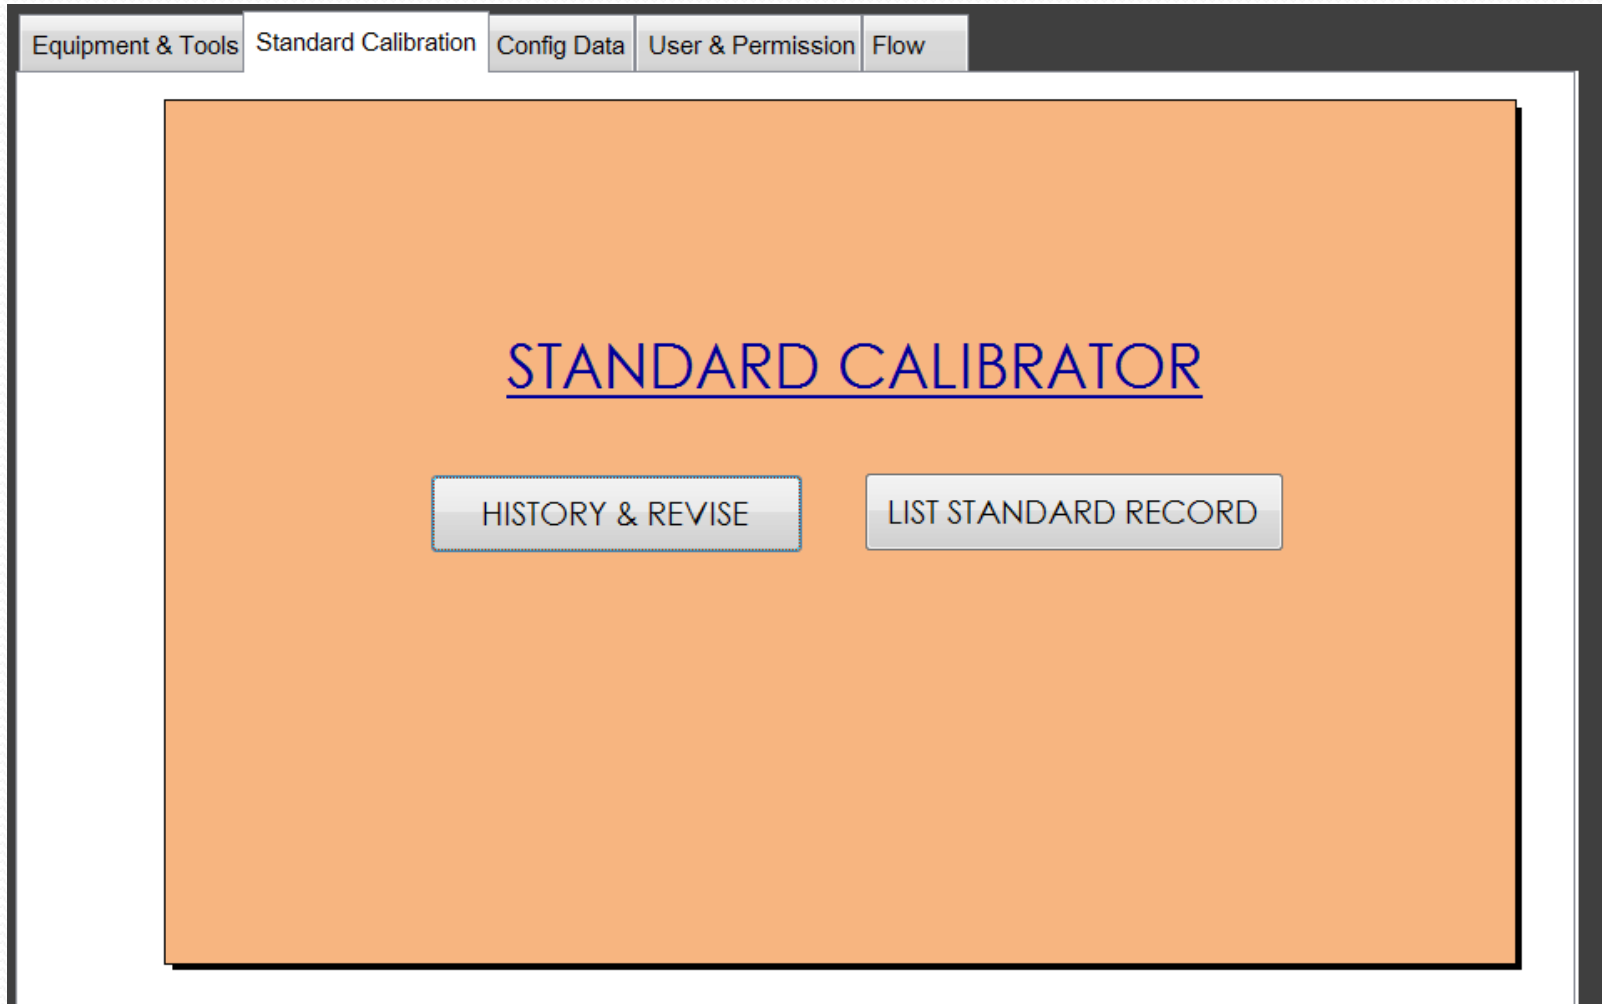 Equipment & Tools Standard Calibration Config Data User & Permission Flow
STANDARD CALIBRATOR
HISTORY & REVISE LIST STANDARD RECORD